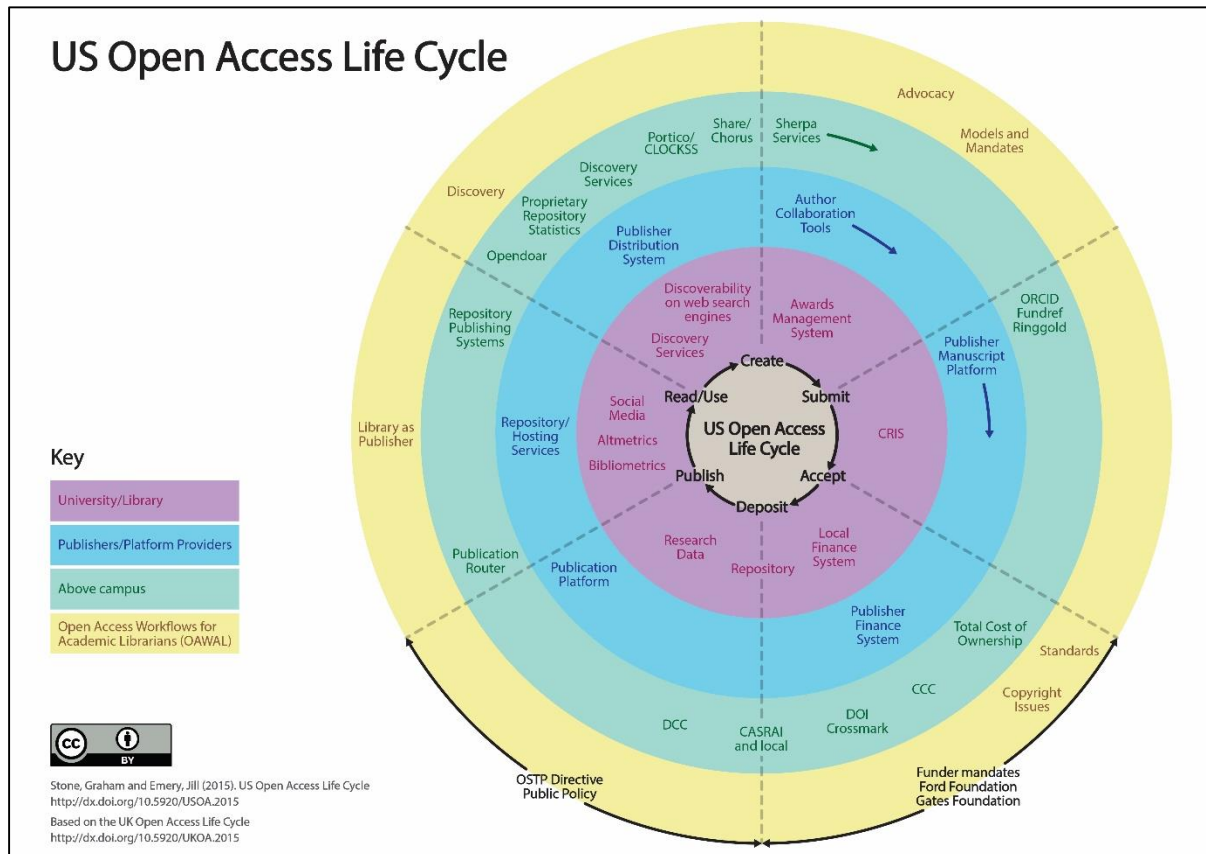 US Open Access Life Cycle
Advocacy
Models and
Mandates
Share/
Chorus
Sherpa
Services
Portico/
CLOCKSS
Discovery
Services
Discovery
Proprietary
Repository
Statistics
Opendoar
Publisher
Distribution
System
Author
Collaboration
Tools
Discoverability
on web search
engines
Discovery
Services
Awards
Management
System
ORCID
Fundref
Ringgold
Repository
Publishing
Systems
Publisher
Manuscript
Platform
Create
Submit
Accept
Deposit
Publish
Read/Use
US Open Access
Life Cycle
Social
Media
Altmetrics
Bibliometrics
CRIS
Library as
Publisher
Repository/
Hosting
Services
Publication
Router
Publication
Platform
Research
Data
Repository
Local
Finance
System
Publisher
Finance
System
Total Cost of
Ownership
Standards
Copyright
Issues
CCC
DOI
Crossmark
CASRAI
and local
DCC
OSTP Directive
Public Policy
Funder mandates
Ford Foundation
Gates Foundation
Key
University/Library
Publishers/Platform Providers
Above campus
Open Access Workflows for
Academic Librarians (OAWAL)
cc
BY
Stone, Graham and Emery, Jill (2015). US Open Access Life Cycle
http://dx.doi.org/10.5920/USOA.2015
Based on the UK Open Access Life Cycle
http://dx.doi.org/10.5920/UKOA.2015